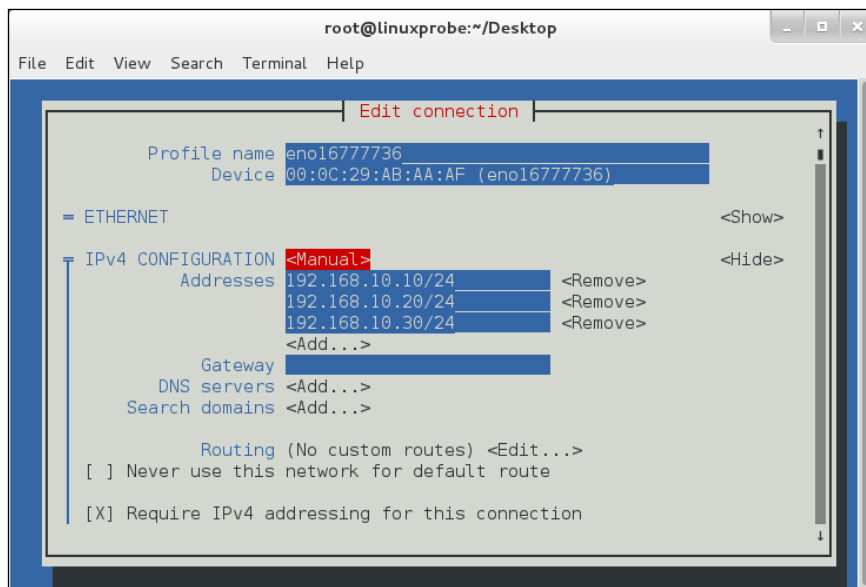 root@linuxprobe:~/Desktop
File Edit View Search Terminal Help
Edit connection
Profile name eno16777736
Device 00:0C:29:AB:AA:AF (eno16777736)
= ETHERNET <Show>
= IPv4 CONFIGURATION <Manual> <Hide>
Addresses 192.168.10.10/24 <Remove>
192.168.10.20/24 <Remove>
192.168.10.30/24 <Remove>
<Add...>
Gateway
DNS servers <Add...>
Search domains <Add...>
Routing (No custom routes) <Edit...>
[ ] Never use this network for default route
[X] Require IPv4 addressing for this connection